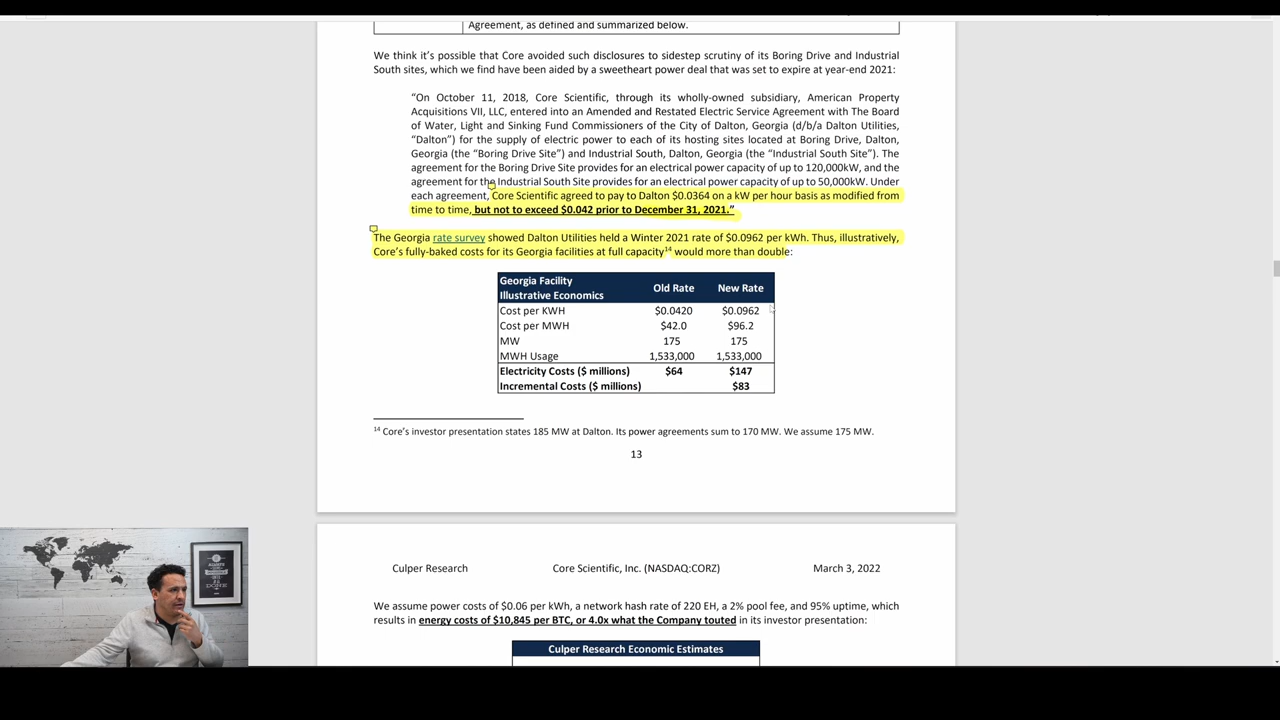 Agreement, as defined and summarized below.
We think it’s possible that Core avoided such disclosures to sidestep scrutiny of its Boring Drive and Industrial
South sites, which we find have been aided by a sweetheart power deal that was set to expire at year-end 2021:
“On October 11, 2018, Core Scientific, through its wholly-owned subsidiary, American Property
Acquisitions VII, LLC, entered into an Amended and Restated Electric Service Agreement with The Board
of Water, Light and Sinking Fund Commissioners of the City of Dalton, Georgia (d/b/a Dalton Utilities,
“Dalton”) for the supply of electric power to each of its hosting sites located at Boring Drive, Dalton,
Georgia (the “Boring Drive Site”) and Industrial South, Dalton, Georgia (the “Industrial South Site”). The
agreement for the Boring Drive Site provides for an electrical power capacity of up to 120,000kW, and the
agreement for the Industrial South Site provides for an electrical power capacity of up to 50,000kW. Under
each agreement, Core Scientific agreed to pay to Dalton $0.0364 on a kW per hour basis as modified from
time to time, but not to exceed $0.042 prior to December 31, 2021.”
The Georgia rate survey showed Dalton Utilities held a Winter 2021 rate of $0.0962 per kWh. Thus, illustratively,
Core’s fully-baked costs for its Georgia facilities at full capacity14 would more than double:
Georgia Facility
Illustrative Economics Old Rate New Rate
Cost per KWH $0.0420 $0.0962
Cost per MWH $42.0 $96.2
MW 175 175
MWH Usage 1,533,000 1,533,000
Electricity Costs ($ millions) $64 $147
Incremental Costs ($ millions) $83
14 Core’s investor presentation states 185 MW at Dalton. Its power agreements sum to 170 MW. We assume 175 MW.
13
Culper Research Core Scientific, Inc. (NASDAQ:CORZ) March 3, 2022
We assume power costs of $0.06 per kWh, a network hash rate of 220 EH, a 2% pool fee, and 95% uptime, which
results in energy costs of $10,845 per BTC, or 4.0x what the Company touted in its investor presentation:
Culper Research Economic Estimates